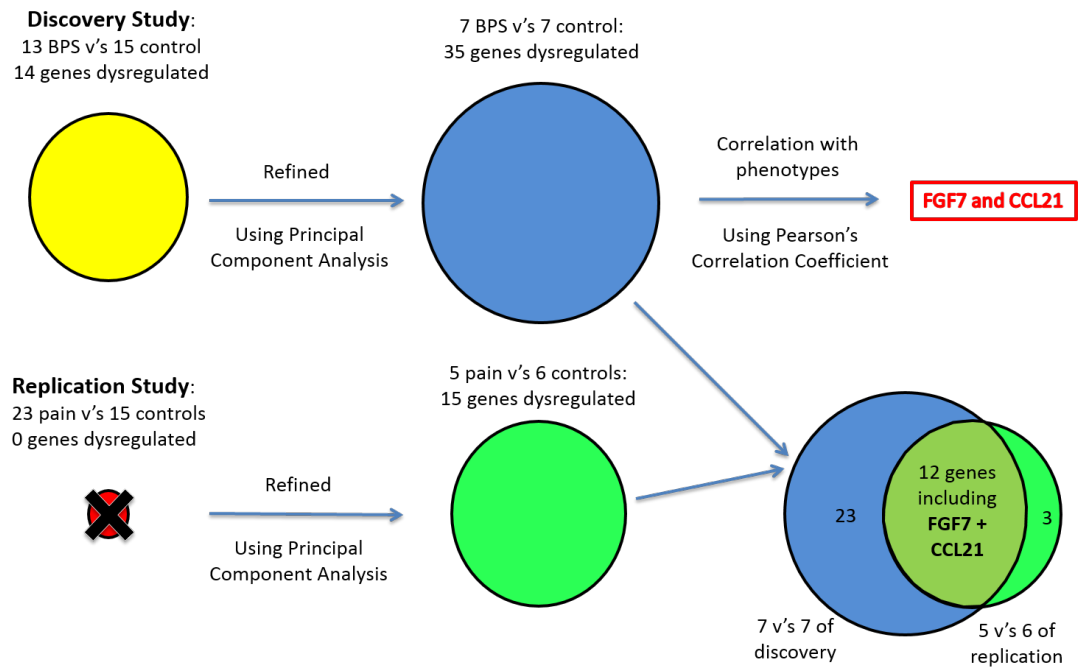 Discovery Study:
13 BPS v's 15 control
14 genes dysregulated
7 BPS v's 7 control:
35 genes dysregulated
Refined
Using Principal
Component Analysis
Correlation with
phenotypes
Using Pearson's
Correlation Coefficient
FGF7 and CCL21
Replication Study:
23 pain v's 15 controls
0 genes dysregulated
5 pain v's 6 controls:
15 genes dysregulated
Refined
Using Principal
Component Analysis
23
12 genes
including
FGF7 +
CCL21
3
7 v's 7 of
discovery
5 v's 6 of
replication